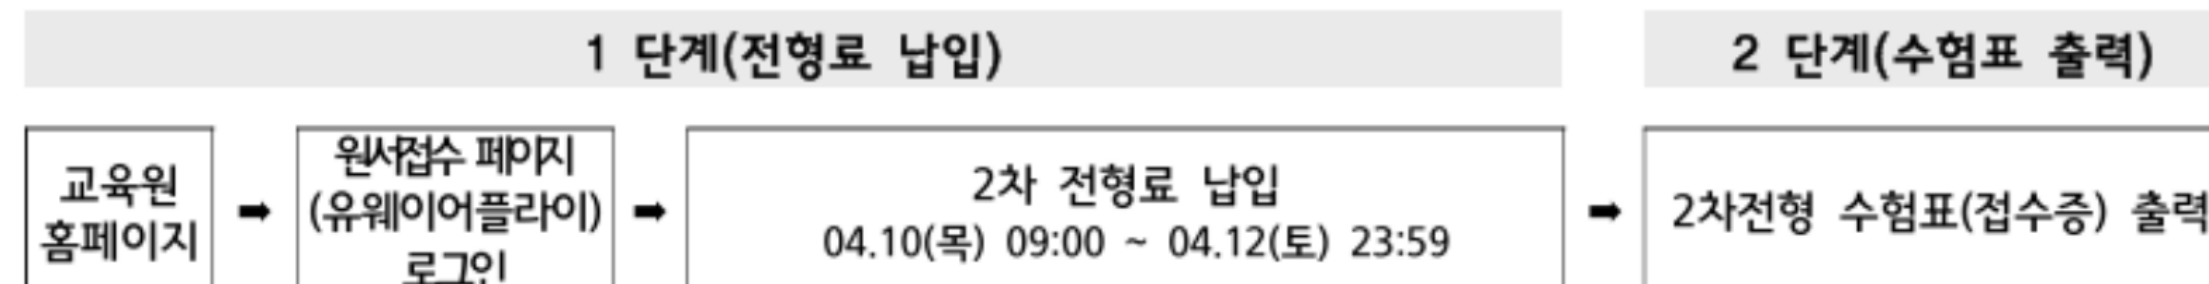 1 단계(전형료 납입)
2 단계(수험표 출력)
교육원
홈페이지
➡
원서접수 페이지
(유웨이어플라이)
로그인
➡
2차 전형료 납입
04.10(목) 09:00 ~ 04.12(토) 23:59
➡
2차전형 수험표(접수증) 출력